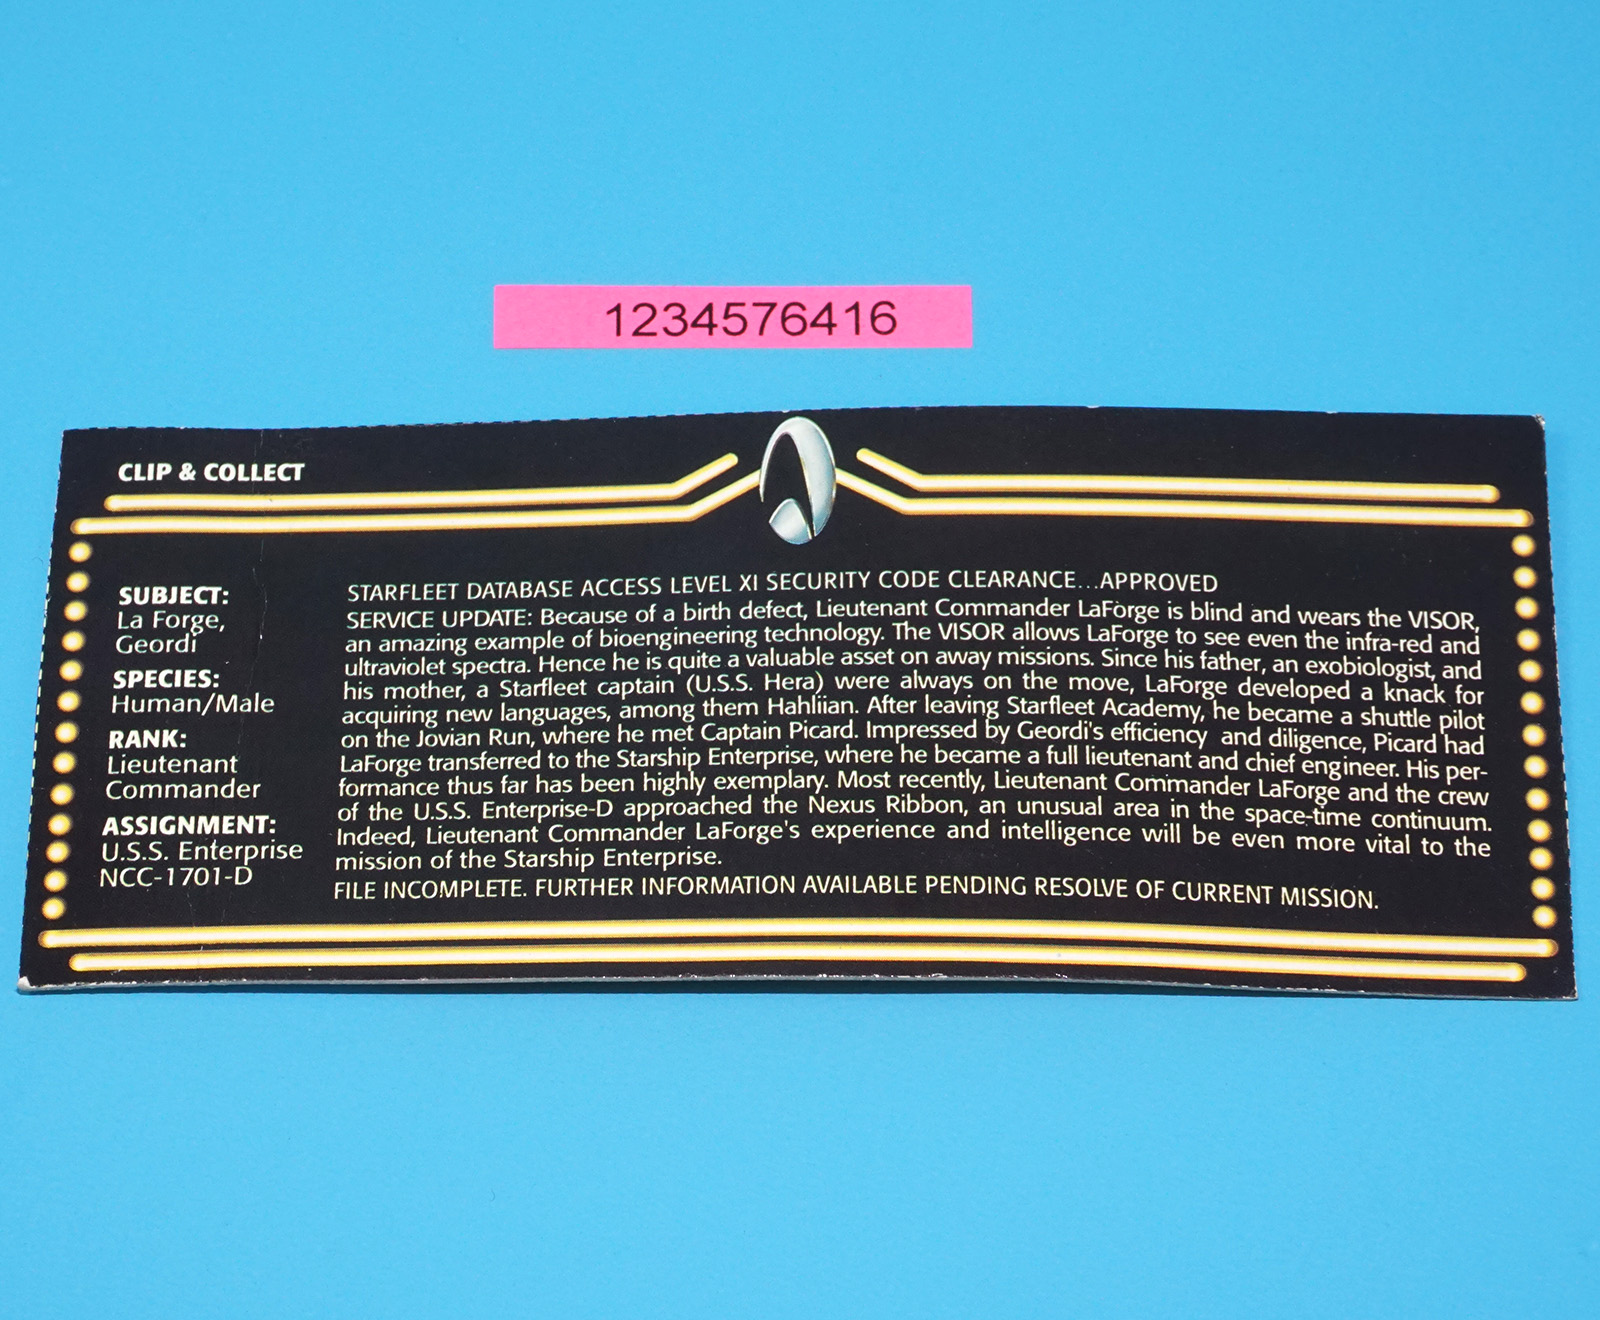 1234576416
CLIP & COLLECT
SUBJECT:
La Forge,
Geordi
SPECIES:
Human/Male
RANK:
Lieutenant
Commander
ASSIGNMENT:
U.S.S. Enterprise
NCC-1701-D
STARFLEET DATABASE ACCESS LEVEL XI SECURITY CODE CLEARANCE...APPROVED
SERVICE UPDATE: Because of a birth defect, Lieutenant Commander LaForge is blind and wears the VISOR,
an amazing example of bioengineering technology. The VISOR allows LaForge to see even the infra-red and
ultraviolet spectra. Hence he is quite a valuable asset on away missions. Since his father, an exobiologist, and
his mother, a Starfleet captain (U.S.S. Hera) were always on the move, LaForge developed a knack for
acquiring new languages, among them Hahliian. After leaving Starfleet Academy, he became a shuttle pilot
on the Jovian Run, where he met Captain Picard. Impressed by Geordi's efficiency and diligence, Picard had
LaForge transferred to the Starship Enterprise, where he became a full lieutenant and chief engineer. His per-
formance thus far has been highly exemplary. Most recently, Lieutenant Commander LaForge and the crew
of the U.S.S. Enterprise-D approached the Nexus Ribbon, an unusual area in the space-time continuum.
Indeed, Lieutenant Commander LaForge's experience and intelligence will be even more vital to the
mission of the Starship Enterprise.
FILE INCOMPLETE. FURTHER INFORMATION AVAILABLE PENDING RESOLVE OF CURRENT MISSION.